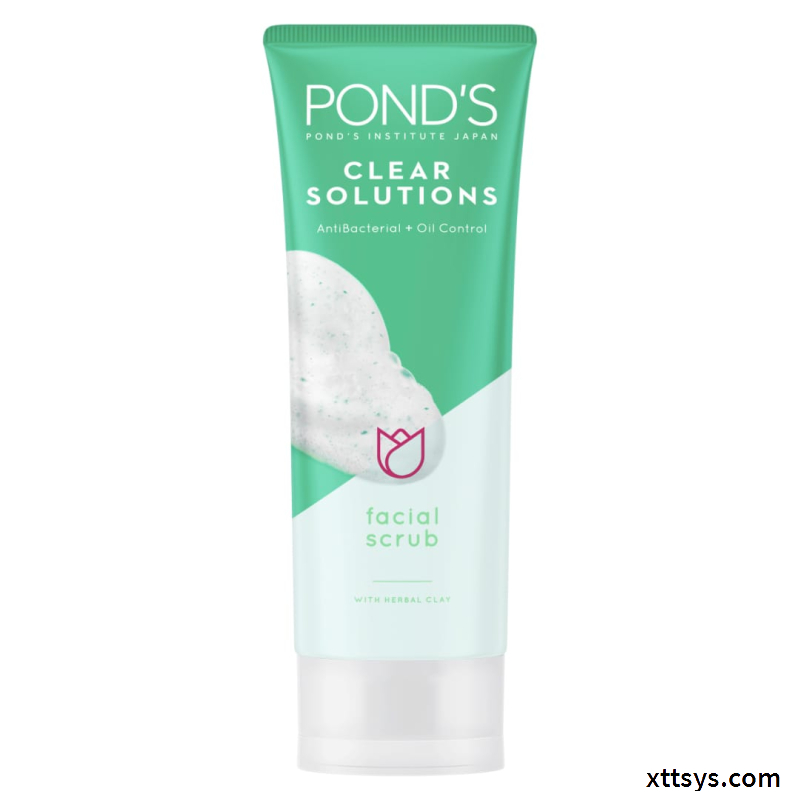 POND'S
POND'S INSTITUTE JAPAN
CLEAR
SOLUTIONS
AntiBacterial + Oil Control
facial
scrub
WITH HERBAL CLAY
xttsys.com